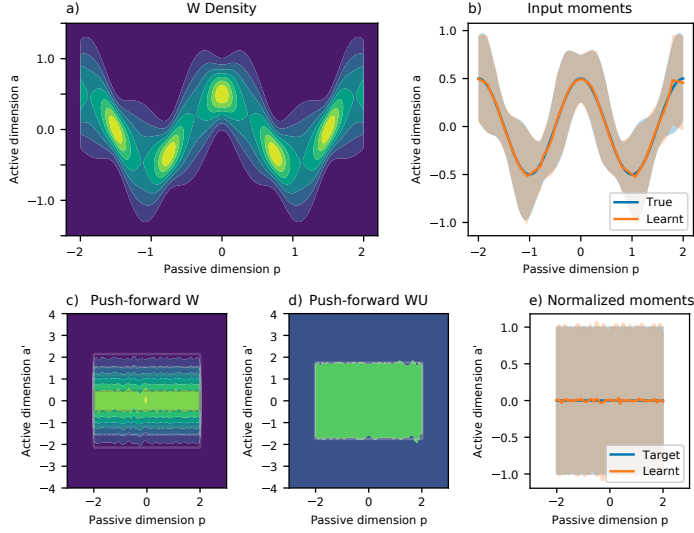 a) W Density
Active dimension a
1.0
0.0
−1.0
−2 −1 0 1 2
Passive dimension p
b) Input moments
Active dimension a
1.0
0.5
0.0
−0.5
−1.0
True
Learnt
−2 −1 0 1 2
Passive dimension p
c) Push-forward W
Active dimension a'
4
3
2
1
0
−1
−2
−3
−4
−2 0 2
Passive dimension p
d) Push-forward WU
4
3
2
1
0
−1
−2
−3
−4
−2 0 2
Passive dimension p
e) Normalized moments
Active dimension a'
1.0
0.5
0.0
−0.5
−1.0
Target
Learnt
−2 0 2
Passive dimension p